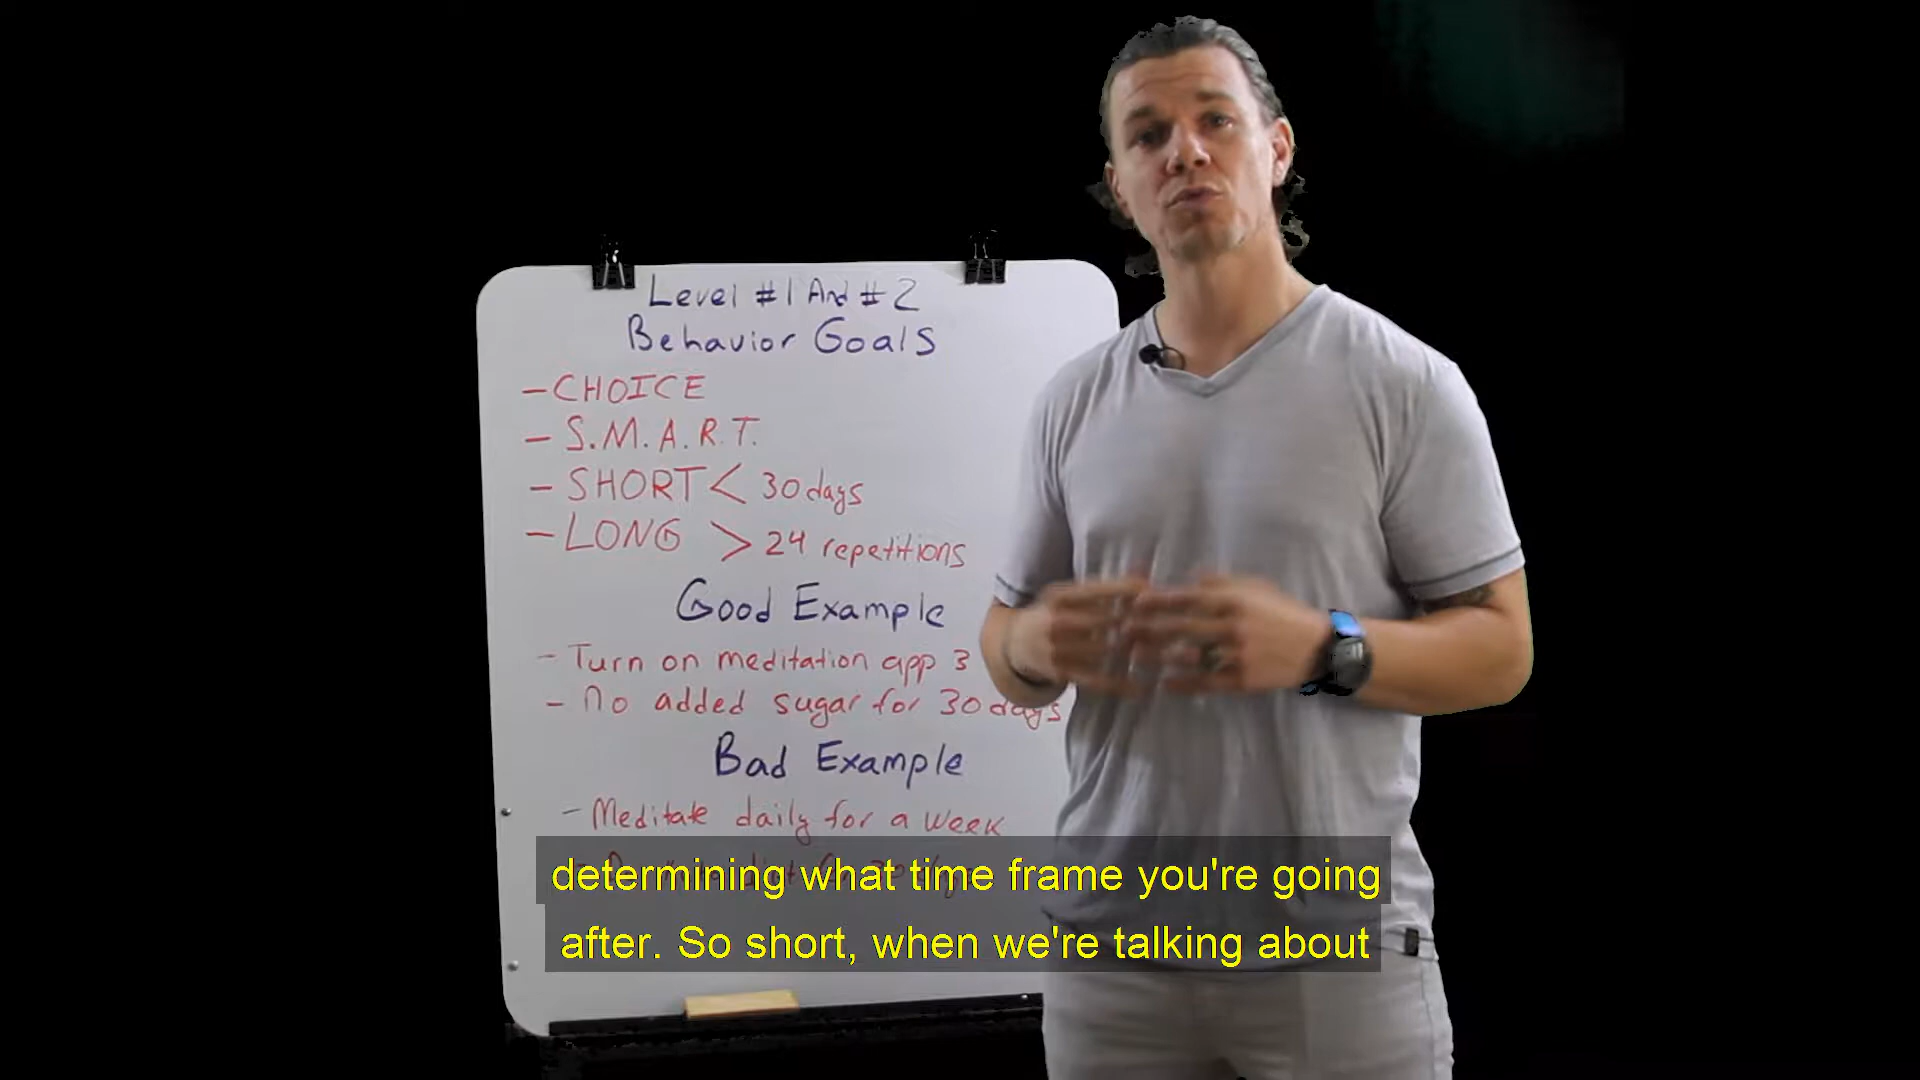 Level #1 And #2
Behavior Goals
- CHOICE
- S.M.A.R.T.
- SHORT < 30 days
- LONG > 24 repetitions
Good Example
- Turn on meditation app 3
- No added sugar for 30 days
Bad Example
- Meditate daily for a week
determining what time frame you're going
after. So short, when we're talking about